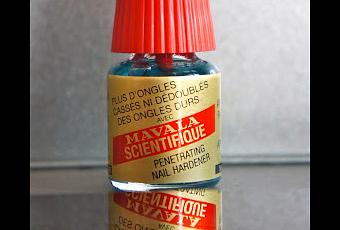 PLUS D'ONGLES
CASSÉS NI DÉDOUBLÉS
DES ONGLES DURS
AVEC
MAVALA
SCIENTIFIQUE
PENETRATING
NAIL HARDENER